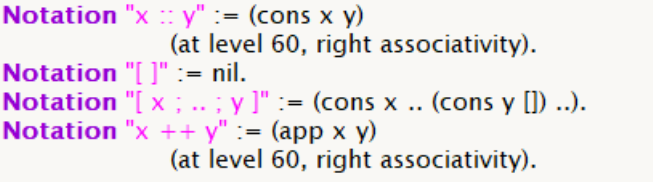 Notation "x :: y" := (cons x y)
(at level 60, right associativity).
Notation "[ ]" := nil.
Notation "[ x ; .. ; y ]" := (cons x .. (cons y []) ..).
Notation "x ++ y" := (app x y)
(at level 60, right associativity).